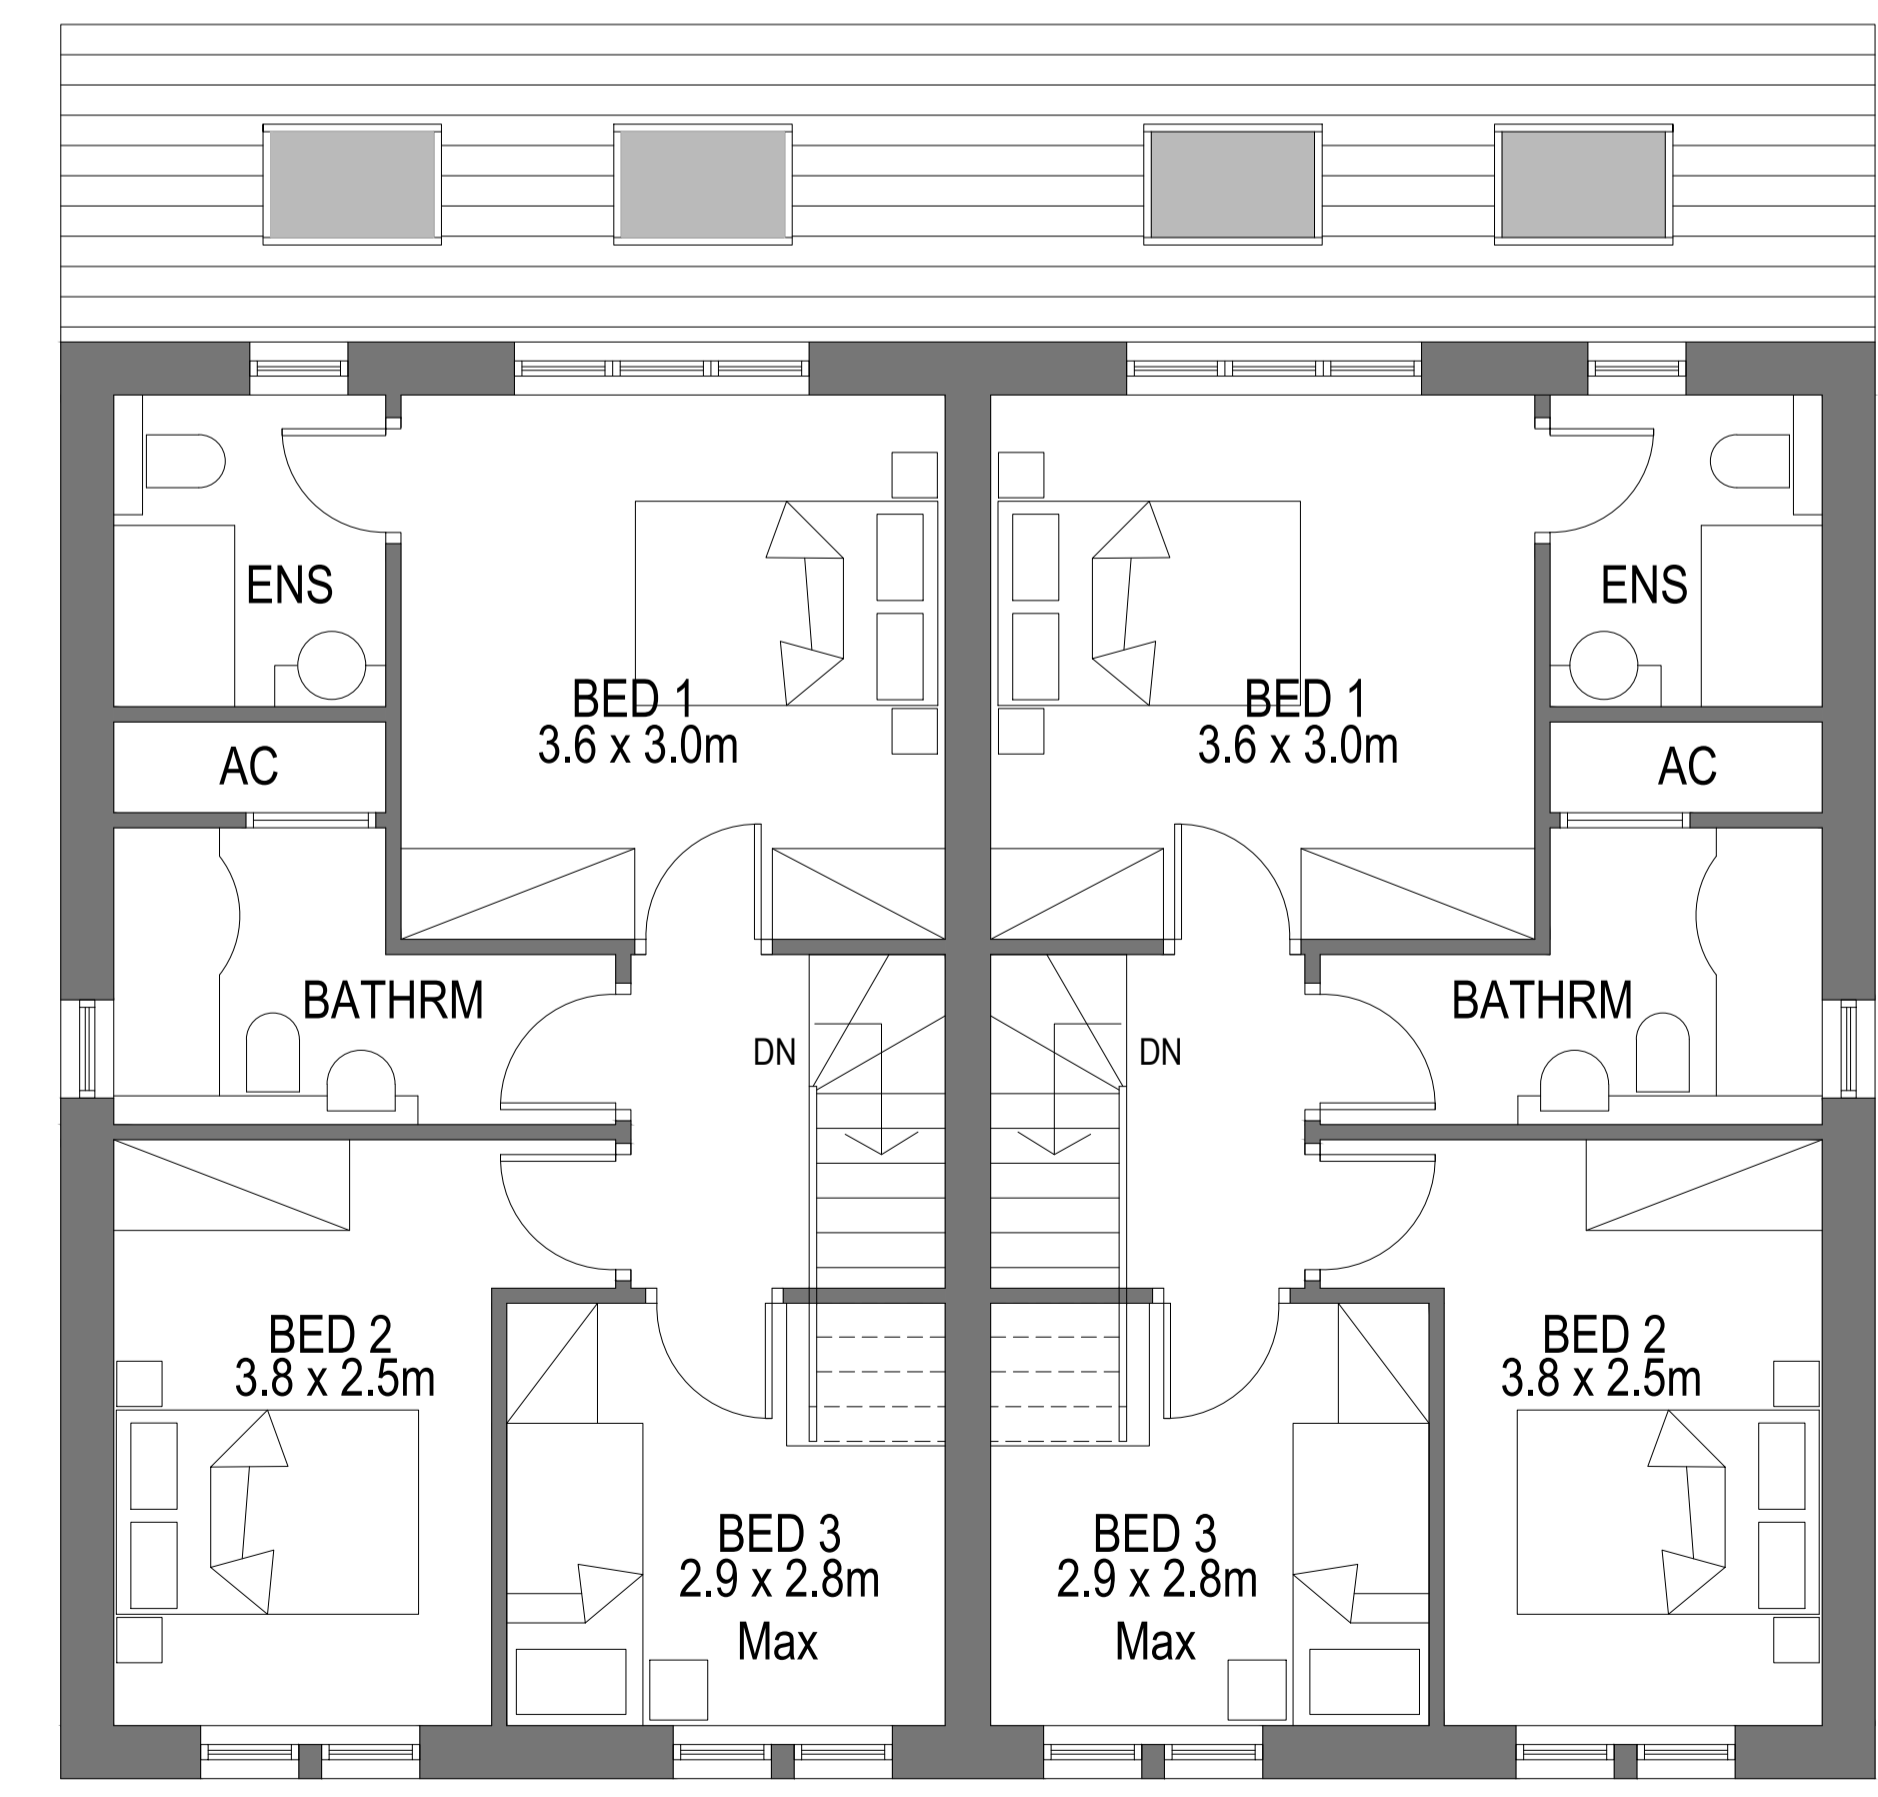 ENS
ENS
BED 1
3.6 x 3.0m
BED 1
3.6 x 3.0m
AC
AC
BATHRM
BATHRM
DN
DN
BED 2
3.8 x 2.5m
BED 2
3.8 x 2.5m
BED 3
2.9 x 2.8m
Max
BED 3
2.9 x 2.8m
Max